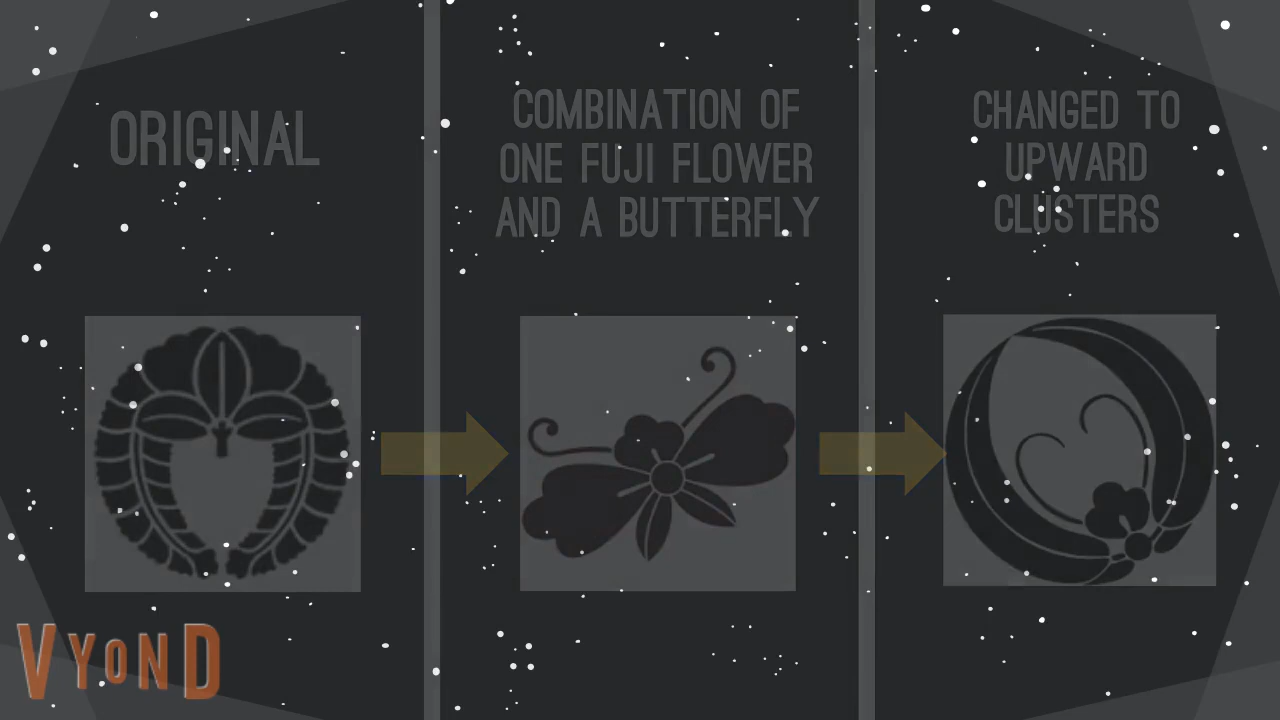 ORIGINAL
COMBINATION OF
ONE FUJI FLOWER
AND A BUTTERFLY
CHANGED TO
UPWARD
CLUSTERS
VYOND